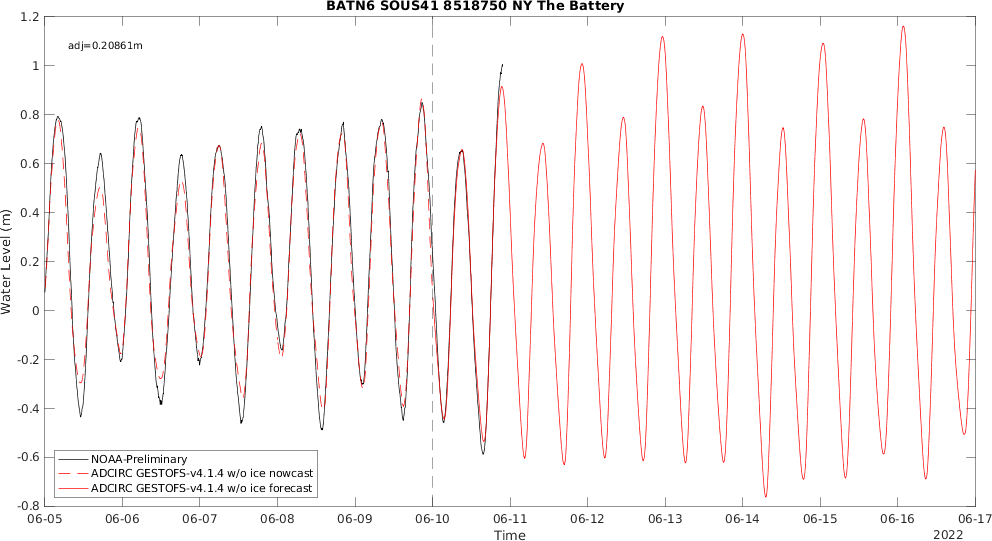 BATN6 SOUS41 8518750 NY The Battery
adj=0.20861m
1.2
1
0.8
0.6
0.4
0.2
0
-0.2
-0.4
-0.6
-0.8
Water Level (m)
NOAA-Preliminary
ADCIRC GESTOFS-v4.1.4 w/o ice nowcast
ADCIRC GESTOFS-v4.1.4 w/o ice forecast
06-05 06-06 06-07 06-08 06-09 06-10 06-11 06-12 06-13 06-14 06-15 06-16 06-17
Time
2022